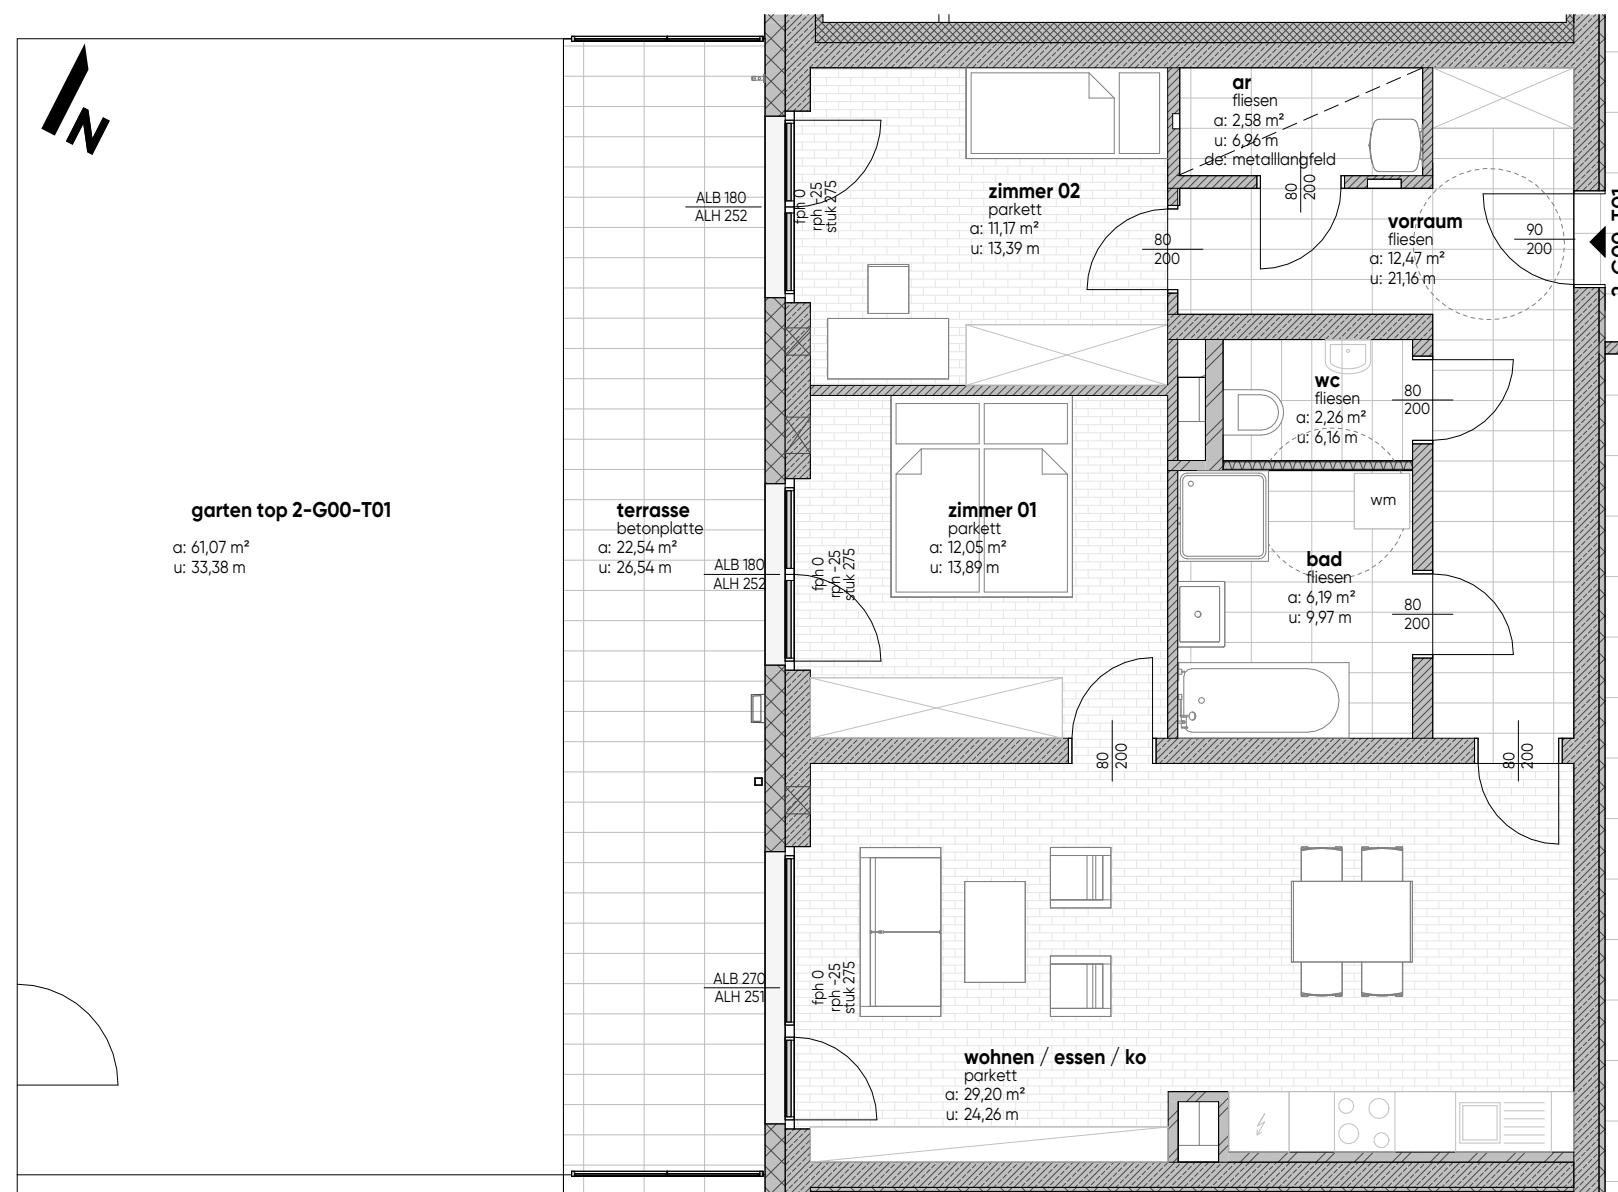 N
garten top 2-G00-T01
a: 61,07 m²
u: 33,38 m
terrasse
betonplatte
a: 22,54 m²
u: 26,54 m
ALB 180
ALH 252
fph 0
rph -25
stuk 275
zimmer 02
parkett
a: 11,17 m²
u: 13,39 m
80
200
ar
fliesen
a: 2,58 m²
u: 6,96 m
de: metalllangfeld
80
200
vorraum
fliesen
a: 12,47 m²
u: 21,16 m
90
200
2-G00-T01
wc
fliesen
a: 2,26 m²
u: 6,16 m
80
200
ALB 180
ALH 252
fph 0
rph -25
stuk 275
zimmer 01
parkett
a: 12,05 m²
u: 13,89 m
80
200
wm
bad
fliesen
a: 6,19 m²
u: 9,97 m
80
200
80
200
ALB 270
ALH 251
fph 0
rph -25
stuk 275
wohnen / essen / ko
parkett
a: 29,20 m²
u: 24,26 m